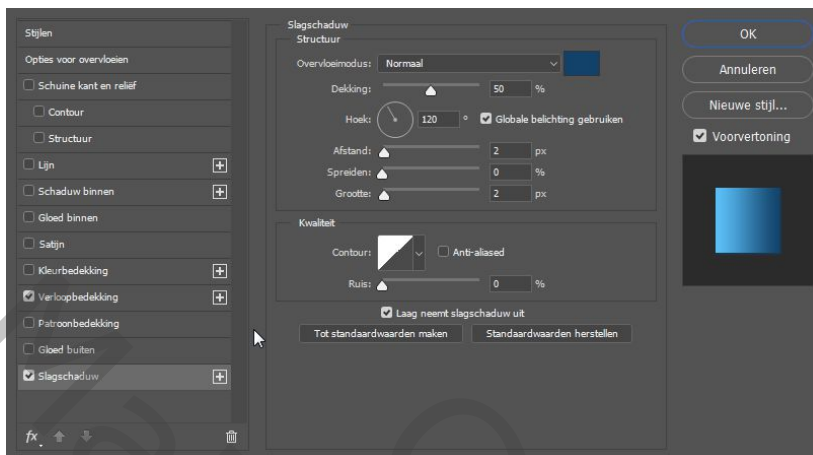 Stijlen
Opties voor overvloeien
Schuine kant en reliëf
Contour
Structuur
Lijn
Schaduw binnen
Gloed binnen
Satijn
Kleurbedekking
Verloopbedekking
Patroonbedekking
Gloed buiten
Slagschaduw
fx
Slagschaduw
Structuur
Overvloeimodus: Normaal
Dekking: 50 %
Hoek: 120 ° Globale belichting gebruiken
Afstand: 2 px
Spreiden: 0 %
Grootte: 2 px
Kwaliteit
Contour: Anti-aliased
Ruis: 0 %
Laag neemt slagschaduw uit
Tot standaardwaarden maken Standaardwaarden herstellen
OK
Annuleren
Nieuwe stijl...
Voorvertoning